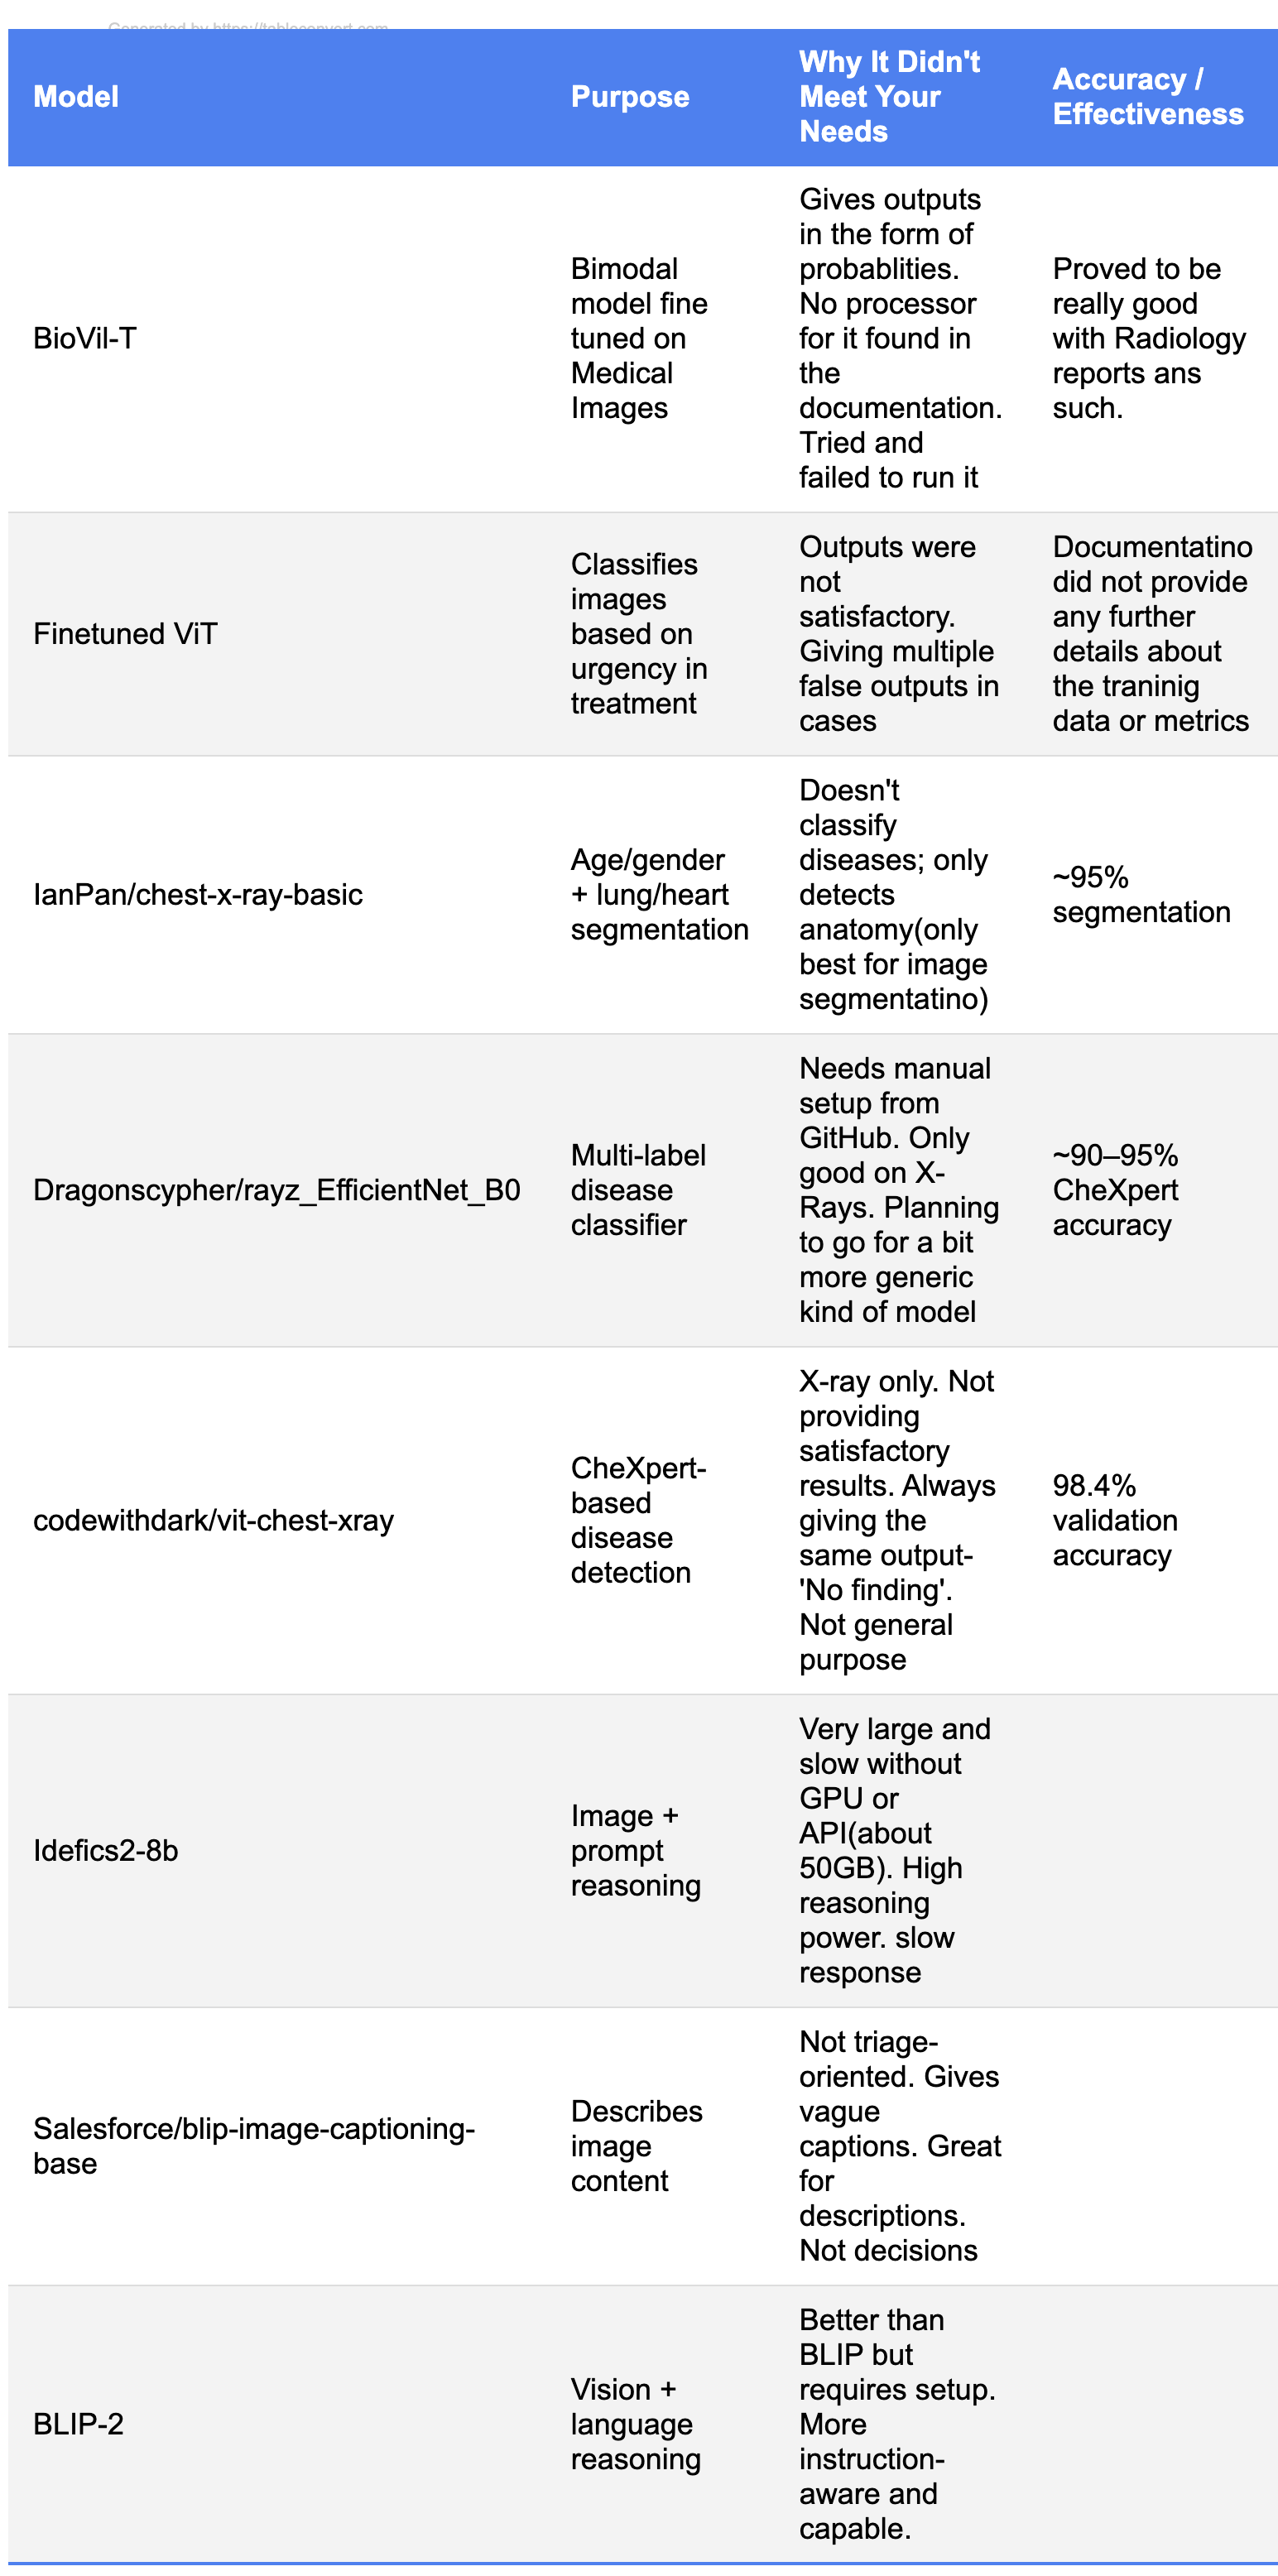 Generated by https://tableconvert.com
Model
Purpose
Why It Didn't
Meet Your
Needs
Accuracy /
Effectiveness
BioVil-T
Bimodal
model fine
tuned on
Medical
Images
Gives outputs
in the form of
probablities.
No processor
for it found in
the
documentation.
Tried and
failed to run it
Proved to be
really good
with Radiology
reports ans
such.
Finetuned ViT
Classifies
images
based on
urgency in
treatment
Outputs were
not
satisfactory.
Giving multiple
false outputs in
cases
Documentatino
did not provide
any further
details about
the traninig
data or metrics
IanPan/chest-x-ray-basic
Age/gender
+ lung/heart
segmentation
Doesn't
classify
diseases; only
detects
anatomy(only
best for image
segmentatino)
~95%
segmentation
Dragonscypher/rayz_EfficientNet_B0
Multi-label
disease
classifier
Needs manual
setup from
GitHub. Only
good on X-
Rays. Planning
to go for a bit
more generic
kind of model
~90–95%
CheXpert
accuracy
codewithdark/vit-chest-xray
CheXpert-
based
disease
detection
X-ray only. Not
providing
satisfactory
results. Always
giving the
same output-
'No finding'.
Not general
purpose
98.4%
validation
accuracy
Idefics2-8b
Image +
prompt
reasoning
Very large and
slow without
GPU or
API(about
50GB). High
reasoning
power. slow
response
Salesforce/blip-image-captioning-
base
Describes
image
content
Not triage-
oriented. Gives
vague
captions. Great
for
descriptions.
Not decisions
BLIP-2
Vision +
language
reasoning
Better than
BLIP but
requires setup.
More
instruction-
aware and
capable.